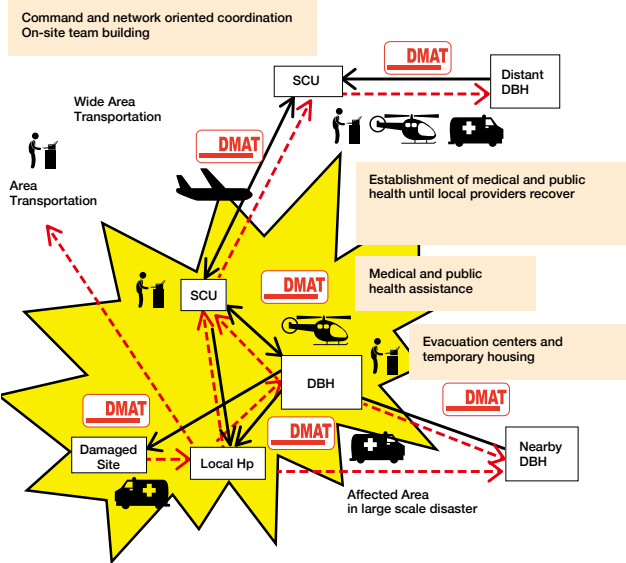 Command and network oriented coordination
On-site team building
DMAT
SCU
Distant
DBH
Wide Area
Transportation
DMAT
Area
Transportation
Establishment of medical and public
health until local providers recover
SCU
DMAT
Medical and public
health assistance
Evacuation centers and
temporary housing
DBH
DMAT
DMAT
DMAT
Damaged
Site
Local Hp
Nearby
DBH
Affected Area
in large scale disaster